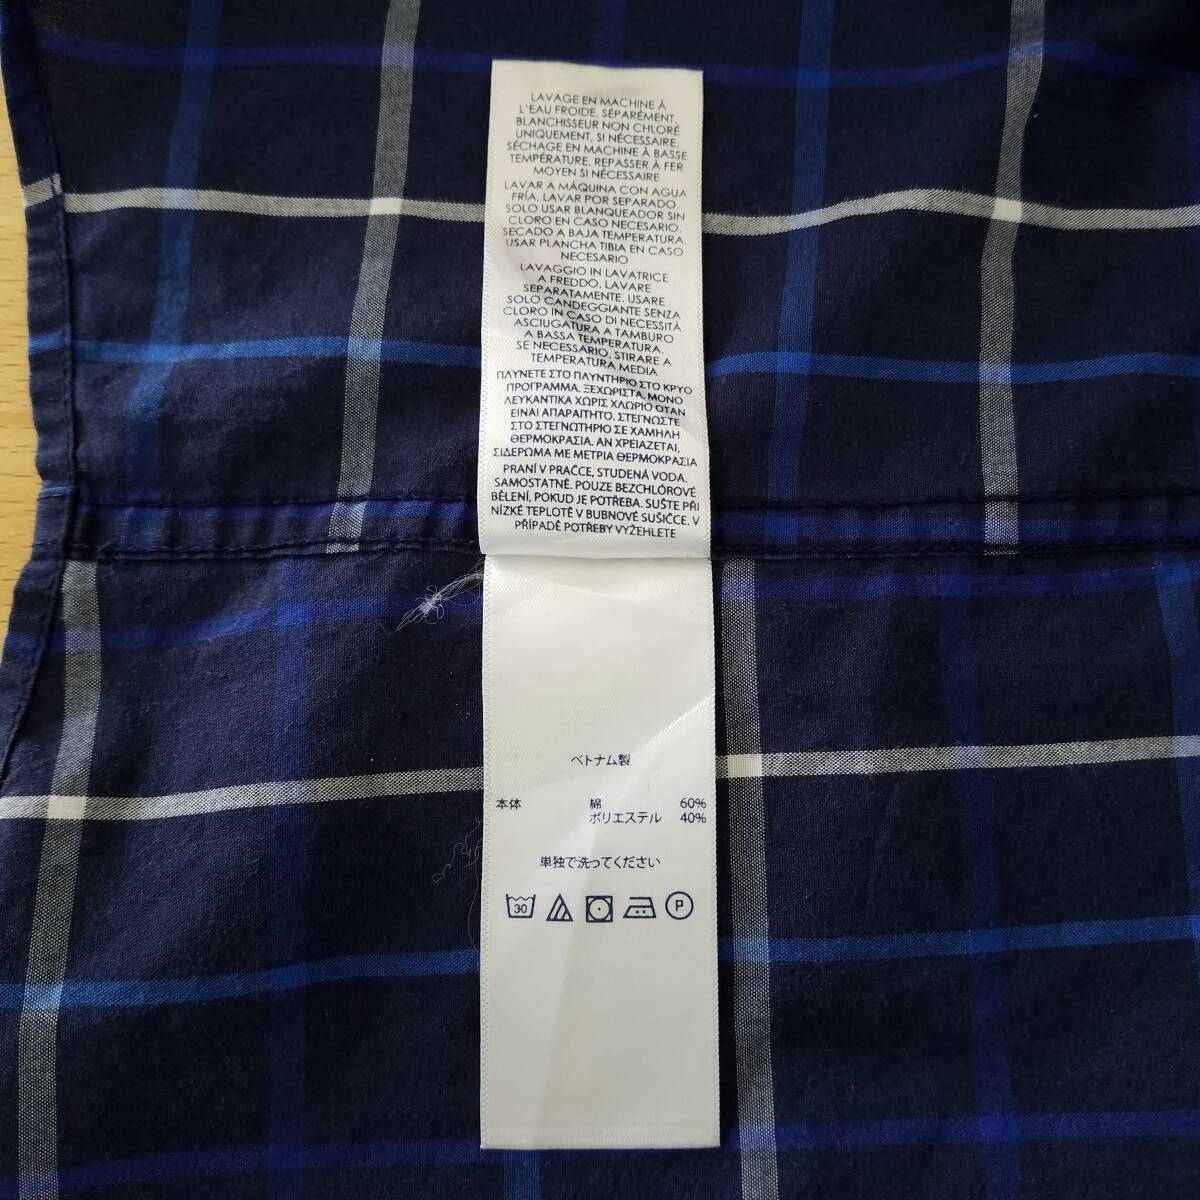 LAVAGE EN MACHINE À
L'EAU FROIDE. SÉPARÉMENT.
BLANCHISSEUR NON CHLORÉ
UNIQUEMENT, SI NÉCESSAIRE.
SÉCHAGE EN MACHINE À BASSE
TEMPÉRATURE. REPASSER À FER
MOYEN SI NÉCESSAIRE
LAVAR A MÁQUINA CON AGUA
FRÍA. LAVAR POR SEPARADO.
SOLO USAR BLANQUEADOR SIN
CLORO EN CASO NECESARIO.
SECADO A BAJA TEMPERATURA.
USAR PLANCHA TIBIA EN CASO
NECESARIO
LAVAGGIO IN LAVATRICE
A FREDDO. LAVARE
SEPARATAMENTE. USARE
SOLO CANDEGGIANTE SENZA
CLORO IN CASO DI NECESSITÀ.
ASCIUGATURA A TAMBURO
A BASSA TEMPERATURA.
SE NECESSARIO, STIRARE A
TEMPERATURA MEDIA
ΠΛΥΝΕΤΕ ΣΤΟ ΠΛΥΝΤΗΡΙΟ ΣΤΟ ΚΡΥΟ
ΠΡΟΓΡΑΜΜΑ. ΞΕΧΩΡΙΣΤΑ. ΜΟΝΟ
ΛΕΥΚΑΝΤΙΚΑ ΧΩΡΙΣ ΧΛΩΡΙΟ ΟΤΑΝ
ΕΙΝΑΙ ΑΠΑΡΑΙΤΗΤΟ. ΣΤΕΓΝΩΣΤΕ
ΣΤΟ ΣΤΕΓΝΩΤΗΡΙΟ ΣΕ ΧΑΜΗΛΗ
ΘΕΡΜΟΚΡΑΣΙΑ. ΑΝ ΧΡΕΙΑΖΕΤΑΙ,
ΣΙΔΕΡΩΜΑ ΜΕ ΜΕΤΡΙΑ ΘΕΡΜΟΚΡΑΣΙΑ
PRANÍ V PRAČCE, STUDENÁ VODA.
SAMOSTATNĚ. POUZE BEZCHLÓROVÉ
BĚLENÍ, POKUD JE POTŘEBA. SUŠTE PŘI
NÍZKÉ TEPLOTĚ V BUBNOVÉ SUŠIČCE. V
PŘÍPADĚ POTŘEBY VYŽEHLETE
ベトナム製
本体 綿 60%
ポリエステル 40%
単独で洗ってください
30 P